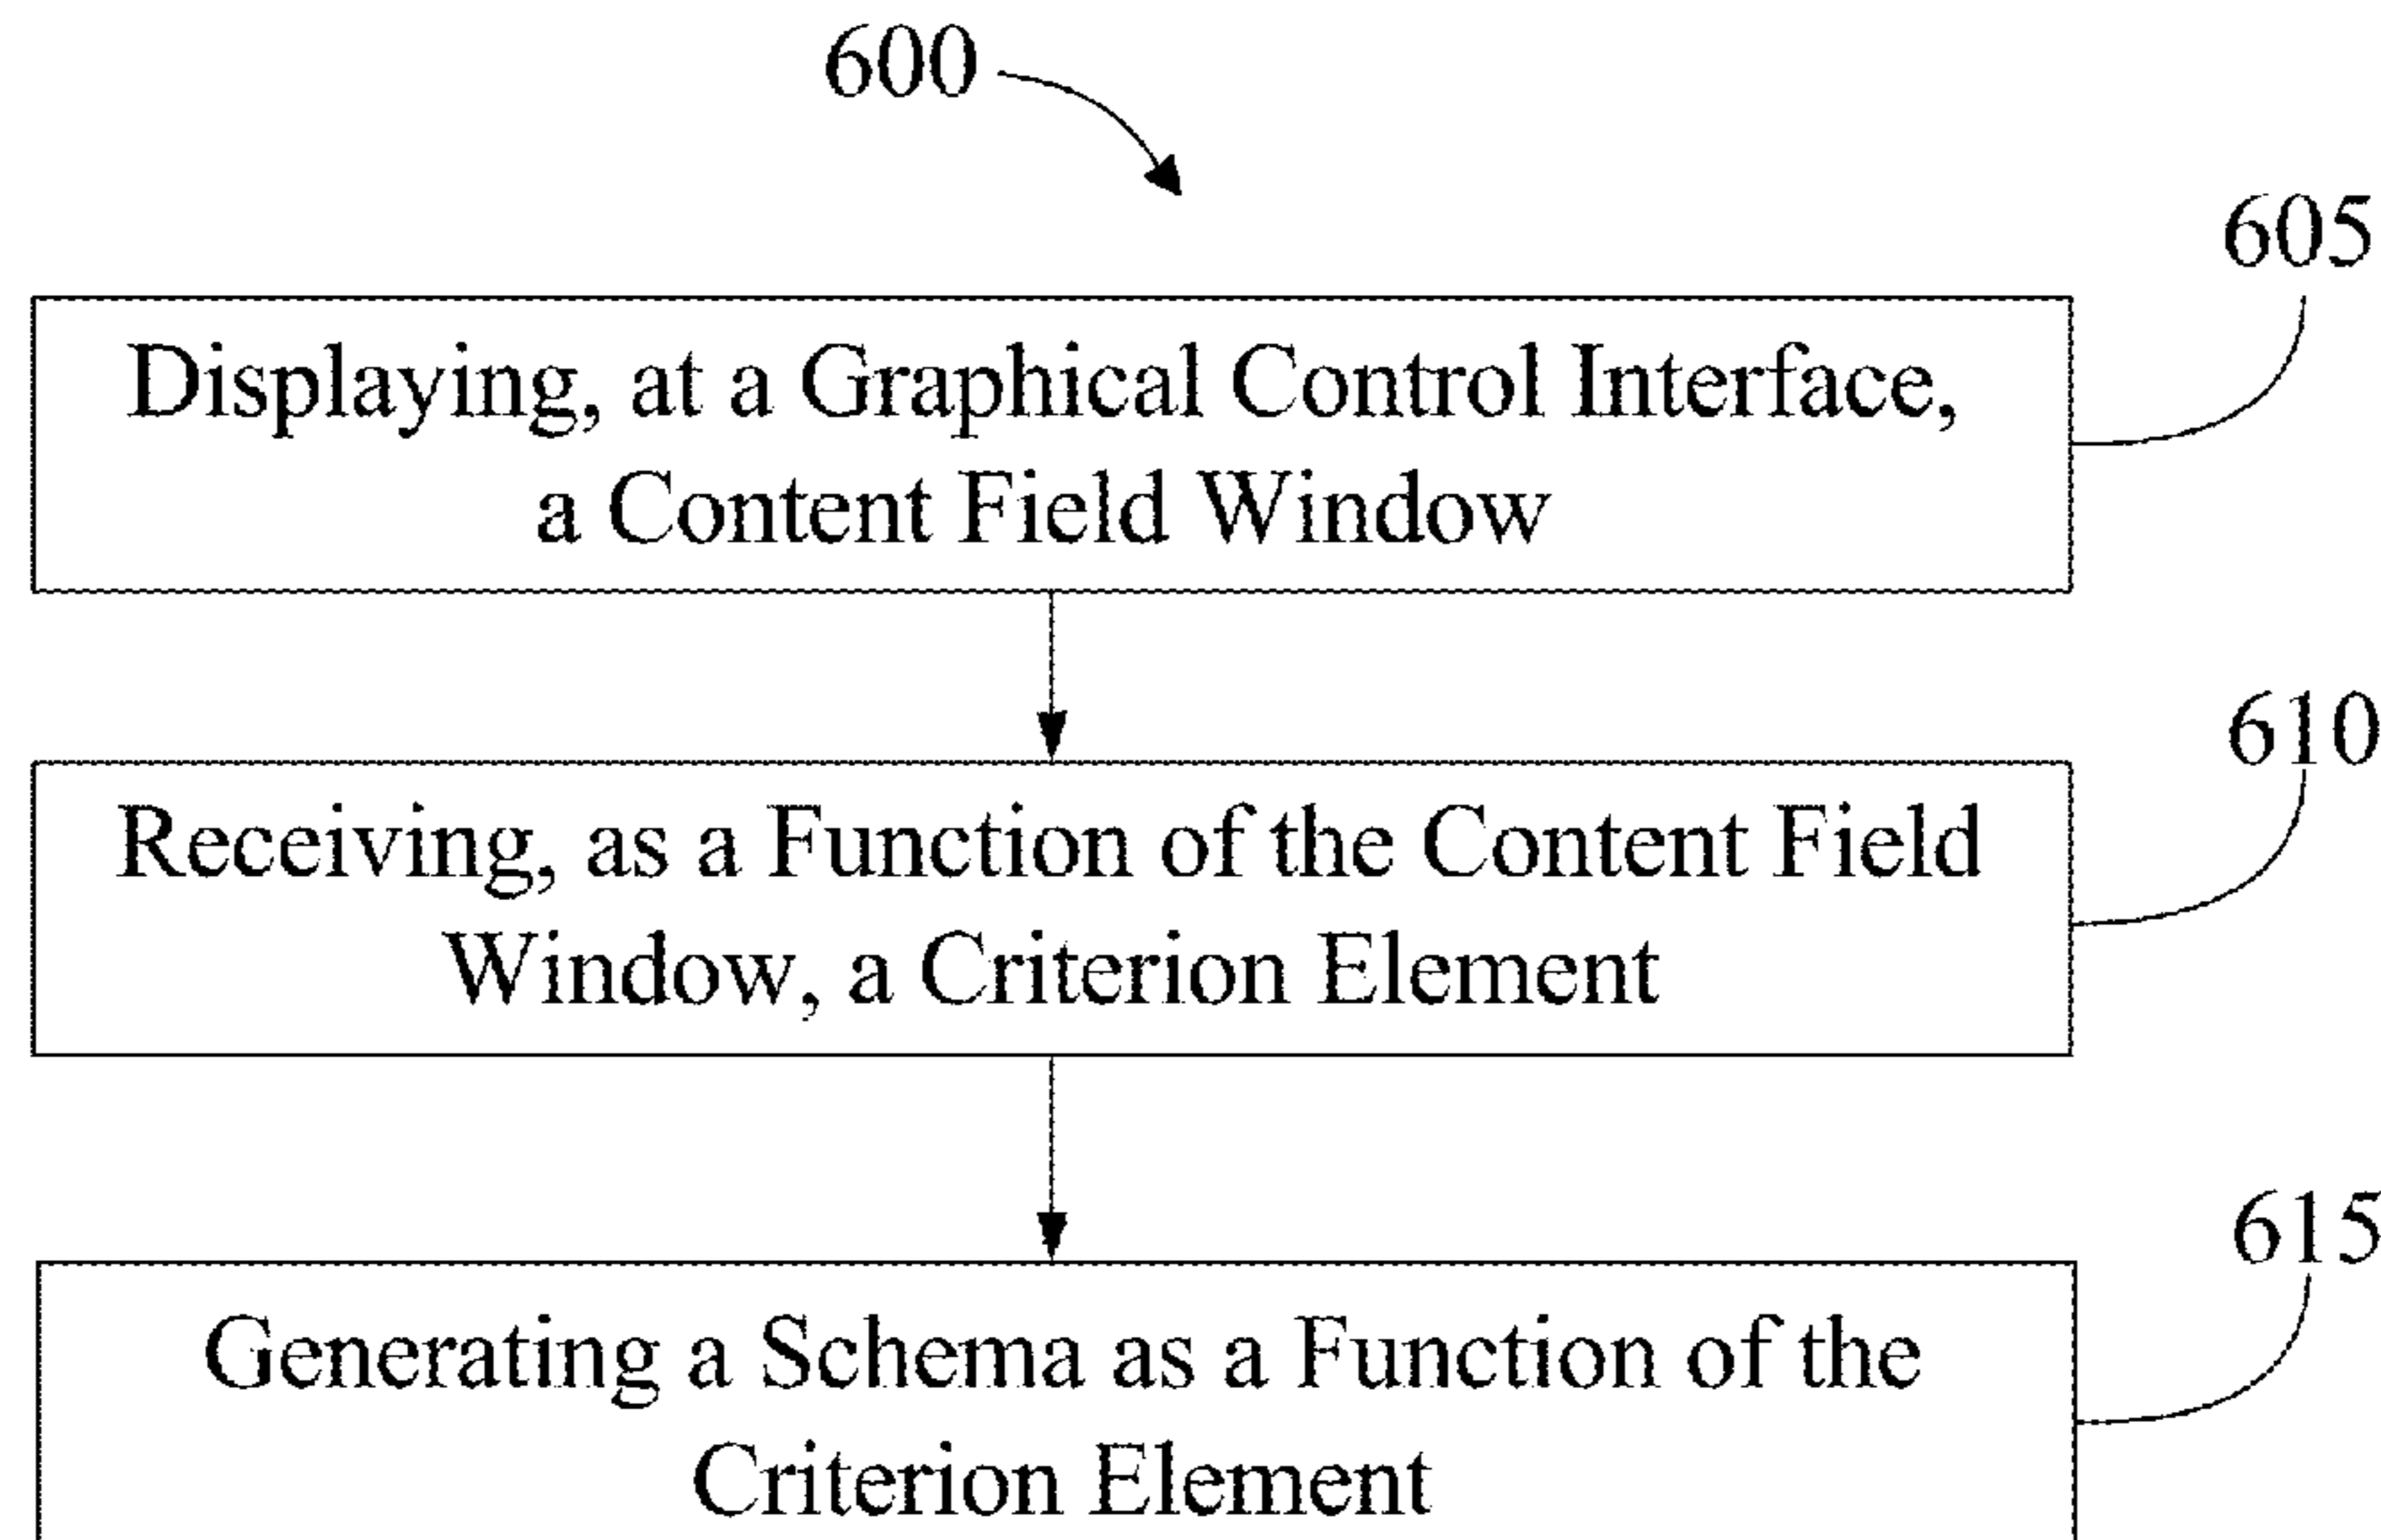 600
605
Displaying, at a Graphical Control Interface,
a Content Field Window
610
Receiving, as a Function of the Content Field
Window, a Criterion Element
615
Generating a Schema as a Function of the
Criterion Element